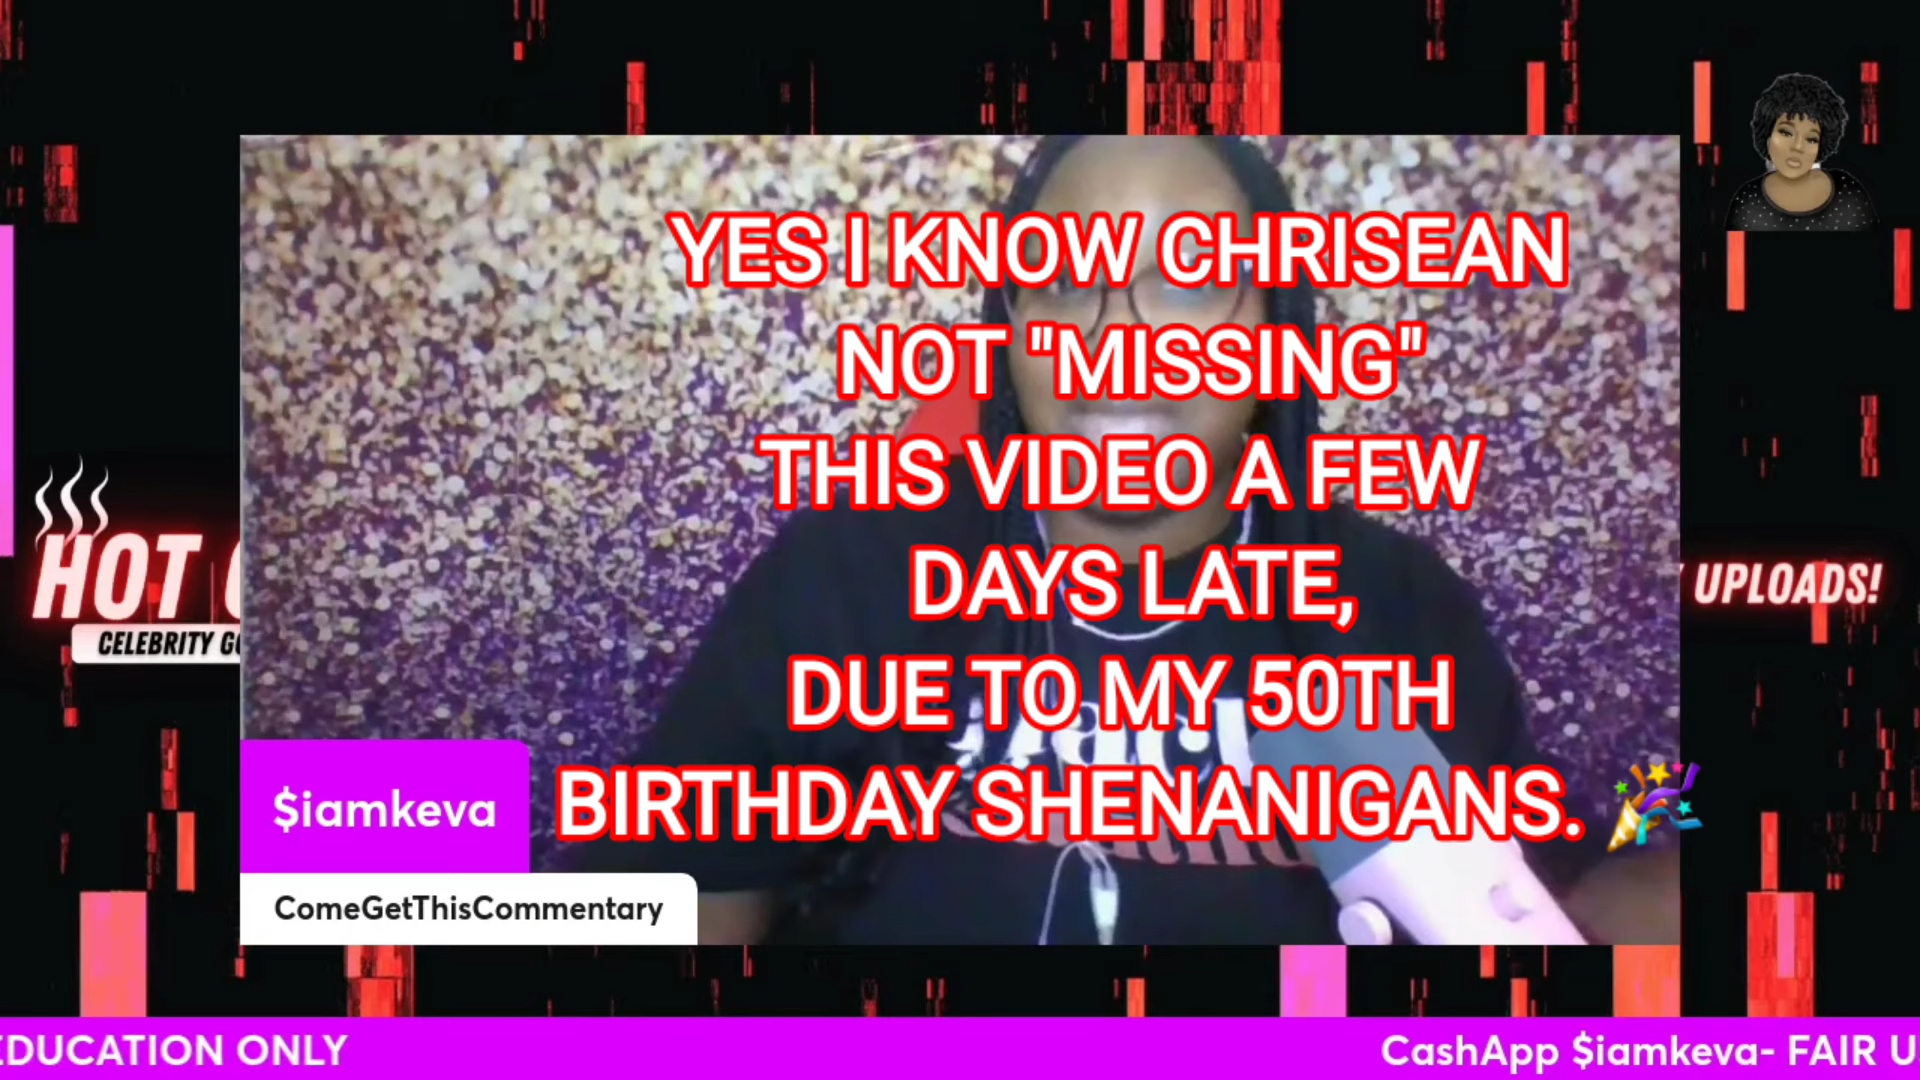 YES I KNOW CHRISEAN
NOT "MISSING"
THIS VIDEO A FEW
DAYS LATE,
DUE TO MY 50TH
BIRTHDAY SHENANIGANS. 🎉
HOT
UPLOADS!
CELEBRITY
$iamkeva
ComeGetThisCommentary
EDUCATION ONLY
CashApp $iamkeva- FAIR U